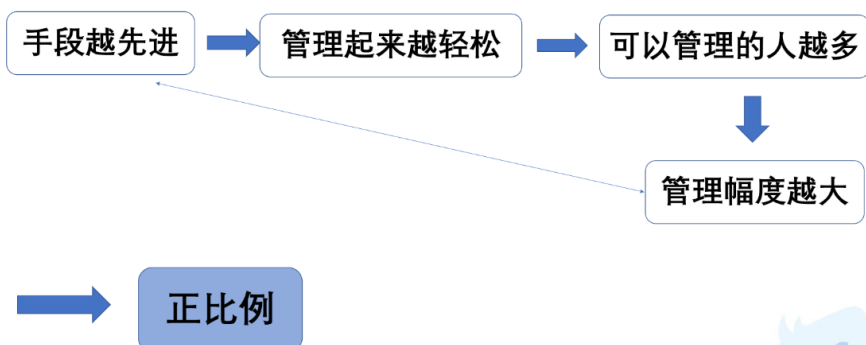 手段越先进
管理起来越轻松
可以管理的人越多
管理幅度越大
正比例